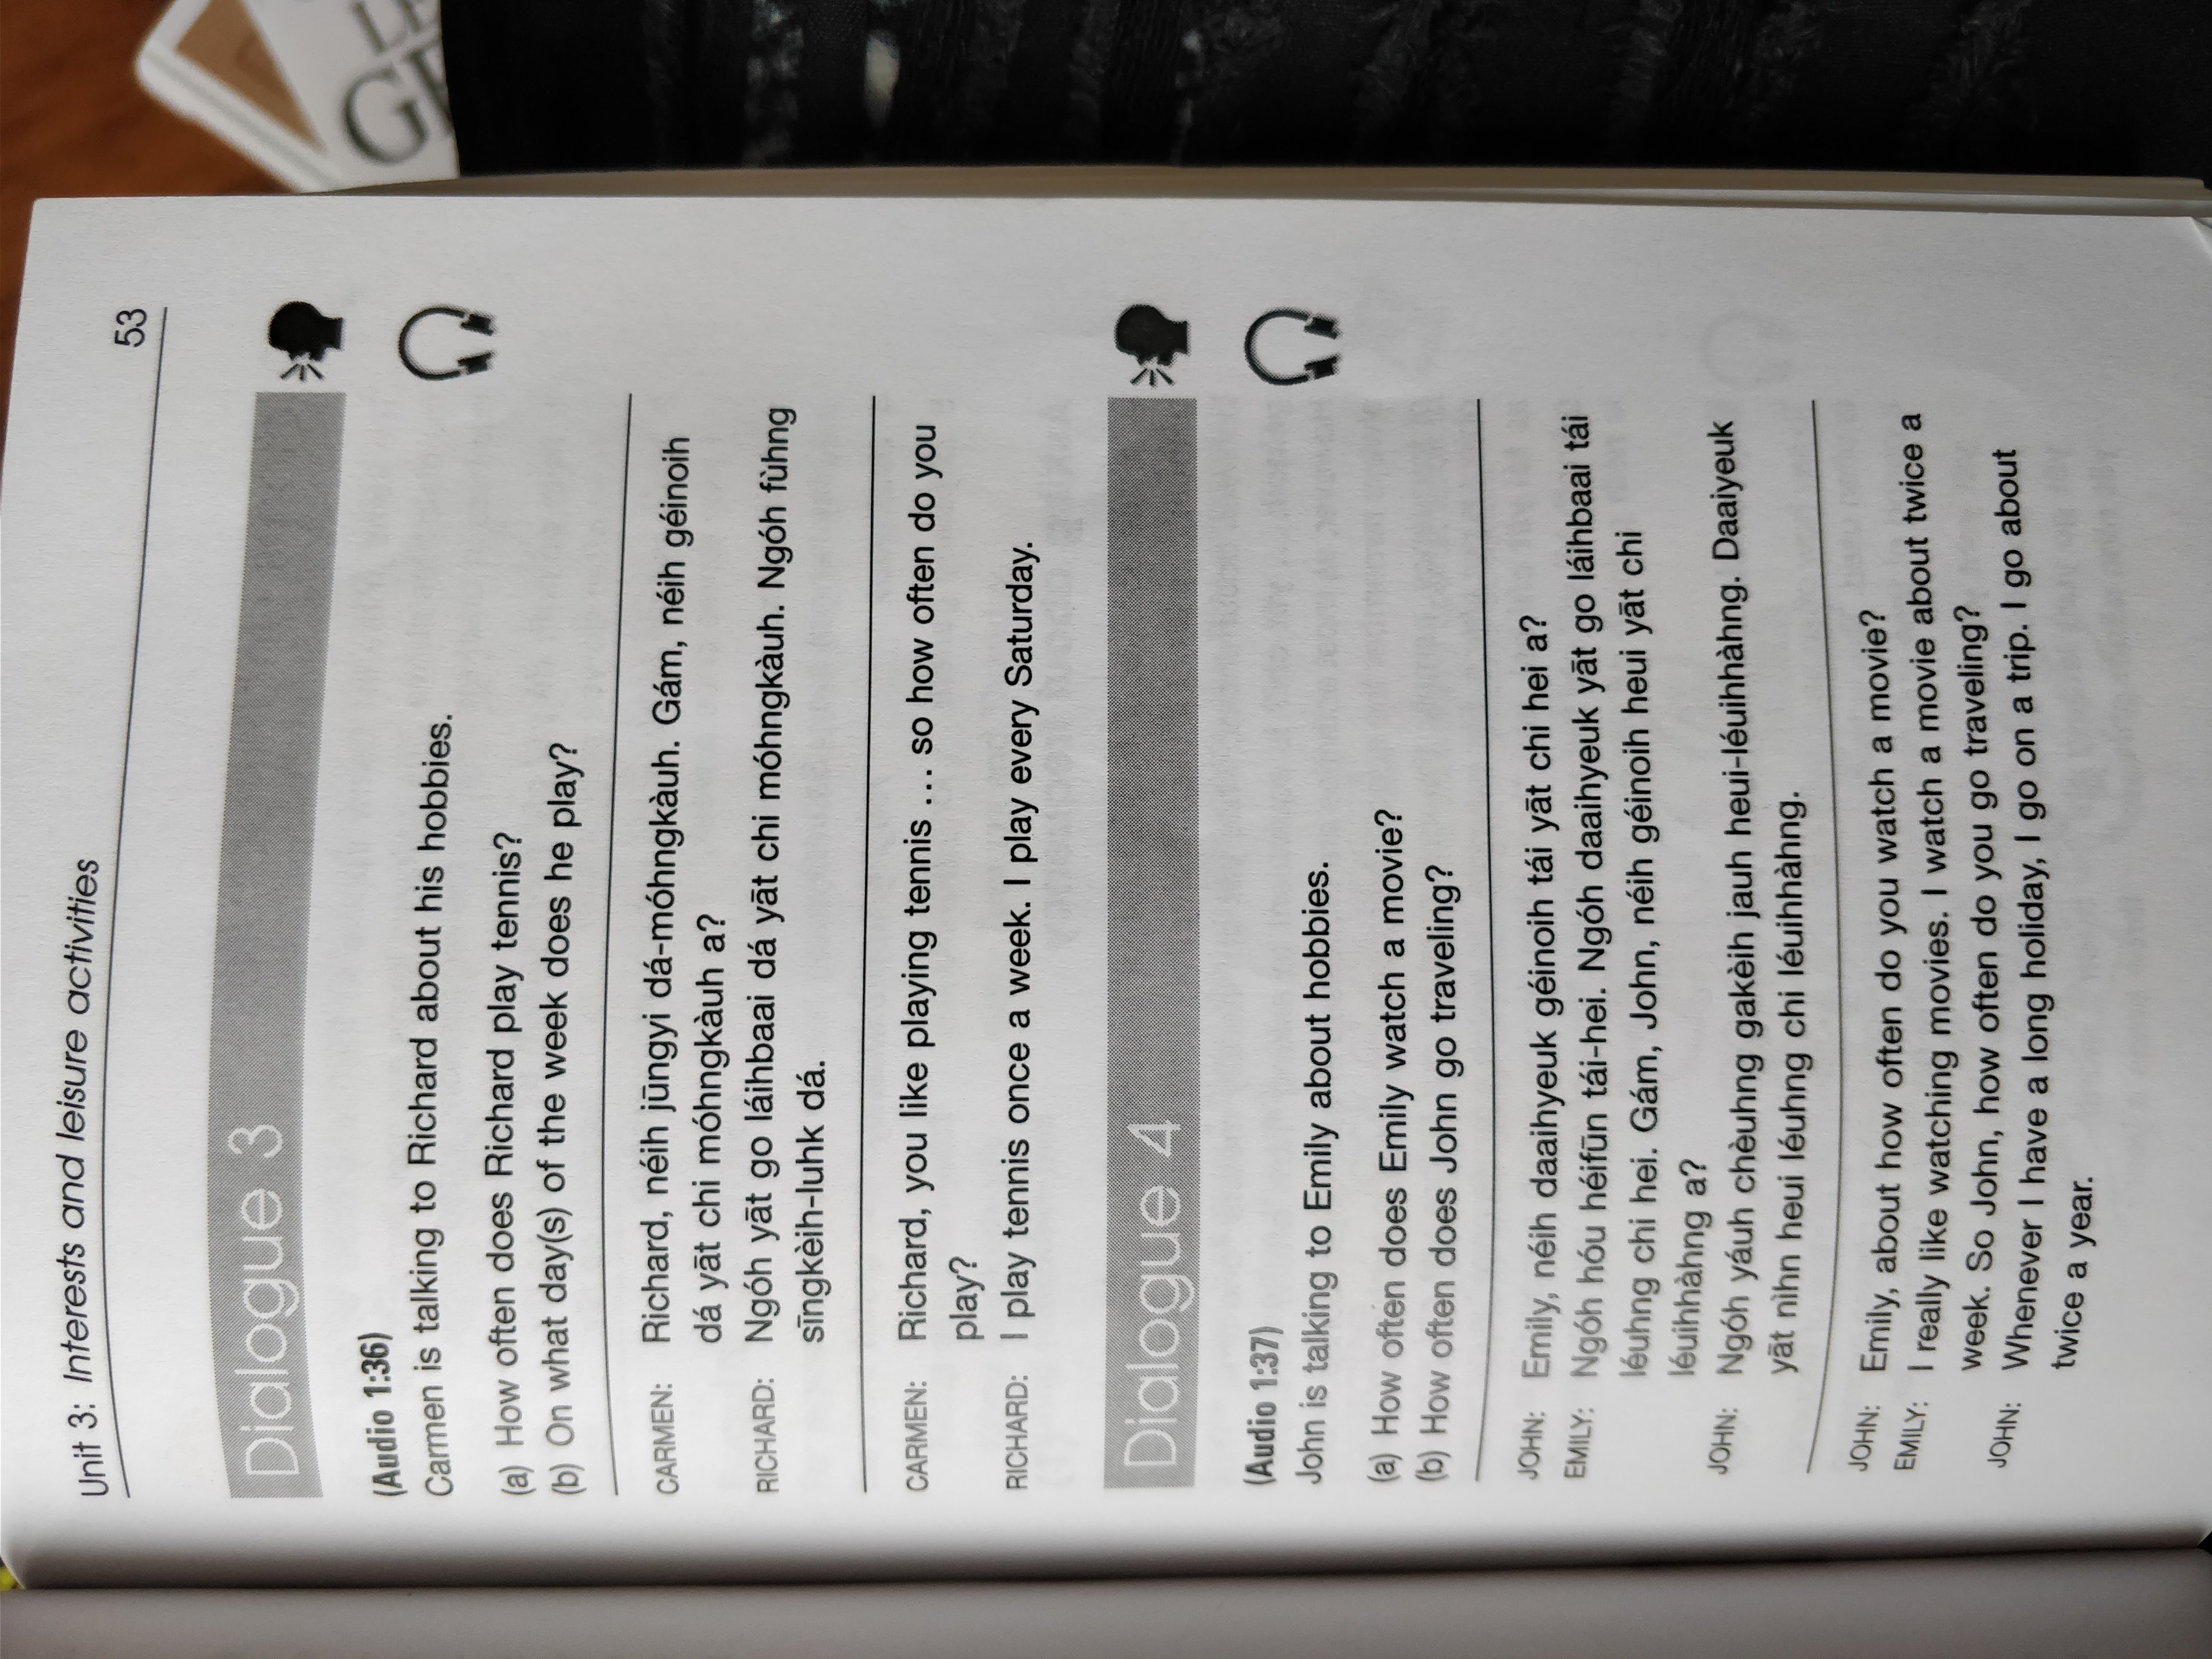 Unit 3: Interests and leisure activities 53
Dialogue 3
(Audio 1:36)
Carmen is talking to Richard about his hobbies.
(a) How often does Richard play tennis?
(b) On what day(s) of the week does he play?
CARMEN: Richard, néih jūngyi dá-móhngkàuh. Gám, néih géinoih
dá yāt chi móhngkàuh a?
RICHARD: Ngóh yāt go láihbaai dá yāt chi móhngkàuh. Ngóh fùhng
sīngkèih-luhk dá.
CARMEN: Richard, you like playing tennis … so how often do you
play?
RICHARD: I play tennis once a week. I play every Saturday.
Dialogue 4
(Audio 1:37)
John is talking to Emily about hobbies.
(a) How often does Emily watch a movie?
(b) How often does John go traveling?
JOHN: Emily, néih daaihyeuk géinoih tái yāt chi hei a?
EMILY: Ngóh hóu héifūn tái-hei. Ngóh daaihyeuk yāt go láihbaai tái
léuhng chi hei. Gám, John, néih géinoih heui yāt chi
léuihhàhng a?
JOHN: Ngóh yáuh chèuhng gakèih jauh heui-léuihhàhng. Daaiyeuk
yāt nìhn heui léuhng chi léuihhàhng.
JOHN: Emily, about how often do you watch a movie?
EMILY: I really like watching movies. I watch a movie about twice a
week. So John, how often do you go traveling?
JOHN: Whenever I have a long holiday, I go on a trip. I go about
twice a year.